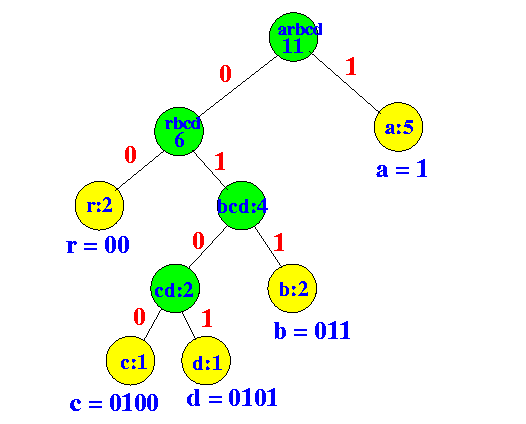 arbcd
11
0
1
rbcd
6
a:5
a = 1
0
1
r:2
bcd:4
r = 00
0
1
cd:2
b:2
b = 011
0
1
c:1
d:1
c = 0100
d = 0101